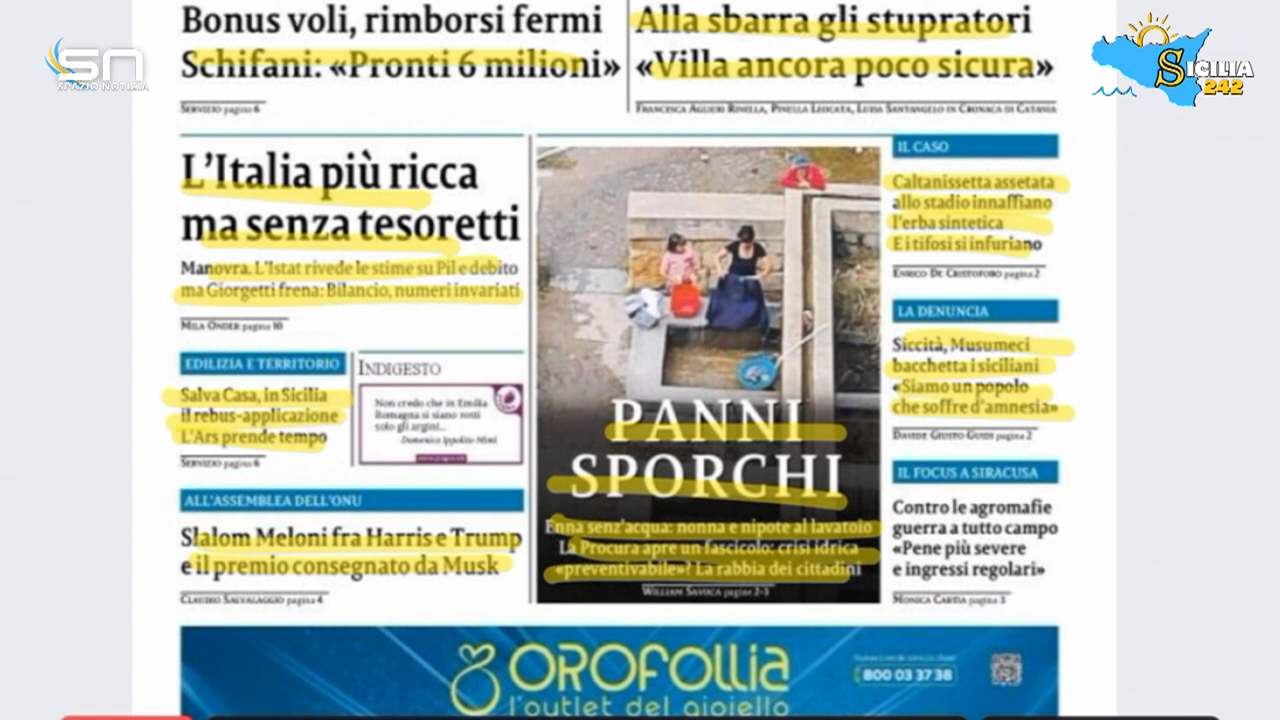 Bonus voli, rimborsi fermi
Schifani: «Pronti 6 milioni»
SERVIZIO pagina 6
Alla sbarra gli stupratori
«Villa ancora poco sicura»
FRANCESCA AGLIERI RINELLA, PINELLA LEOCATA, LUISA SANTANGELO IN CRONACA DI CATANIA
SN
SPAZIO NOTIZIA
SICILIA
242
L'Italia più ricca
ma senza tesoretti
Manovra. L'Istat rivede le stime su Pil e debito
ma Giorgetti frena: Bilancio, numeri invariati
MILA ONDER pagina 10
EDILIZIA E TERRITORIO
Salva Casa, in Sicilia
il rebus-applicazione
L'Ars prende tempo
SERVIZIO pagina 6
INDIGESTO
Non credo che in Emilia
Romagna si siano rotti
solo gli argini...
ALL'ASSEMBLEA DELL'ONU
Slalom Meloni fra Harris e Trump
e il premio consegnato da Musk
CLAUDIO SALVALAGGIO pagina 4
PANNI
SPORCHI
Enna senz'acqua: nonna e nipote al lavatoio
La Procura apre un fascicolo: crisi idrica
«preventivabile»? La rabbia dei cittadini
WILLIAM SAVOCA pagine 2-3
IL CASO
Caltanissetta assetata
allo stadio innaffiano
l'erba sintetica
E i tifosi si infuriano
ENRICO DE CRISTOFORO pagina 2
LA DENUNCIA
Siccità, Musumeci
bacchetta i siciliani
«Siamo un popolo
che soffre d'amnesia»
DAVIDE GIUSTO GUIDI pagina 2
IL FOCUS A SIRACUSA
Contro le agromafie
guerra a tutto campo
«Pene più severe
e ingressi regolari»
MONICA CARTIA pagina 3
OROFOLLIA
l'outlet del gioiello
800 03 37 38